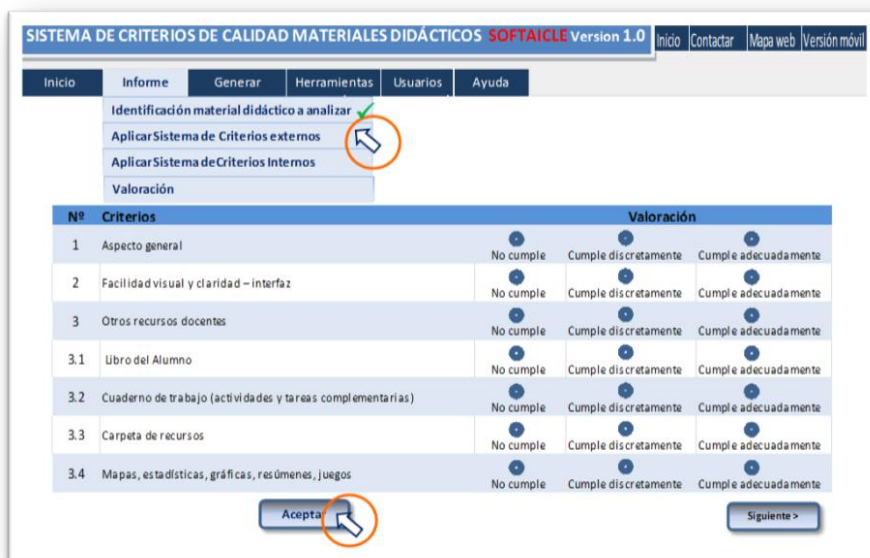 SISTEMA DE CRITERIOS DE CALIDAD MATERIALES DIDÁCTICOS SOFTAICLE Version 1.0 Inicio Contactar Mapa web Versión móvil
Inicio Informe Generar Herramientas Usuarios Ayuda
Identificación material didáctico a analizar
Aplicar Sistema de Criterios externos
Aplicar Sistema de Criterios Internos
Valoración
Nº Criterios Valoración
1 Aspecto general No cumple Cumple discretamente Cumple adecuadamente
2 Facilidad visual y claridad – interfaz No cumple Cumple discretamente Cumple adecuadamente
3 Otros recursos docentes No cumple Cumple discretamente Cumple adecuadamente
3.1 Libro del Alumno No cumple Cumple discretamente Cumple adecuadamente
3.2 Cuaderno de trabajo (actividades y tareas complementarias) No cumple Cumple discretamente Cumple adecuadamente
3.3 Carpeta de recursos No cumple Cumple discretamente Cumple adecuadamente
3.4 Mapas, estadísticas, gráficas, resúmenes, juegos No cumple Cumple discretamente Cumple adecuadamente
Aceptar Siguiente >